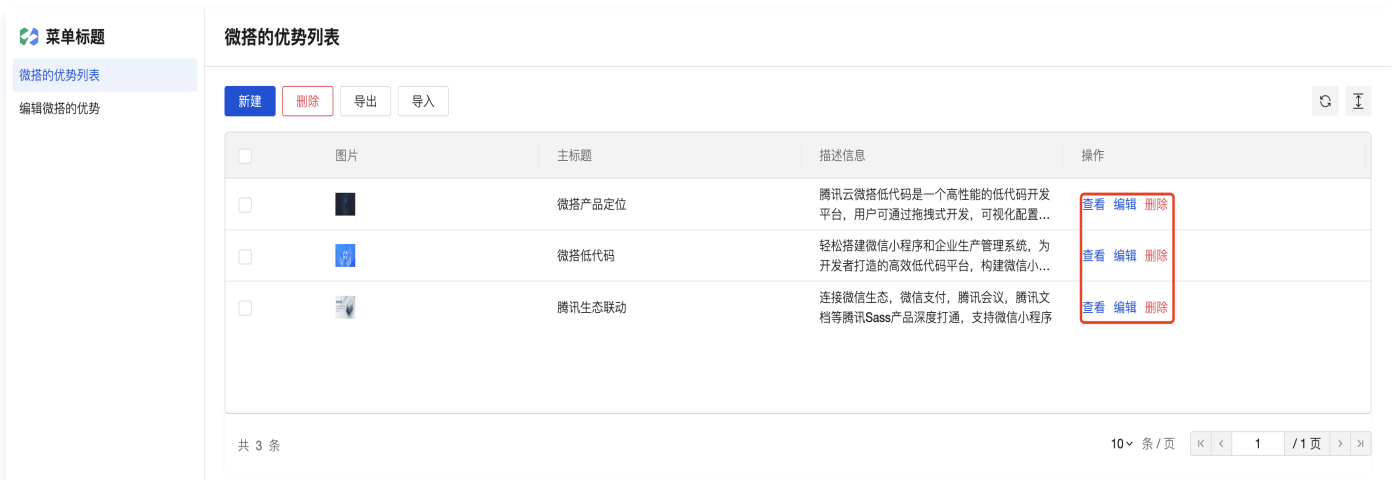 菜单标题
微搭的优势列表
编辑微搭的优势
微搭的优势列表
新建 删除 导出 导入
图片 主标题 描述信息 操作
微搭产品定位 腾讯云微搭低代码是一个高性能的低代码开发
平台，用户可通过拖拽式开发，可视化配置... 查看 编辑 删除
微搭低代码 轻松搭建微信小程序和企业生产管理系统，为
开发者打造的高效低代码平台，构建微信小... 查看 编辑 删除
腾讯生态联动 连接微信生态，微信支付，腾讯会议，腾讯文
档等腾讯Sass产品深度打通，支持微信小程序 查看 编辑 删除
共 3 条 10 条 / 页 1 / 1 页